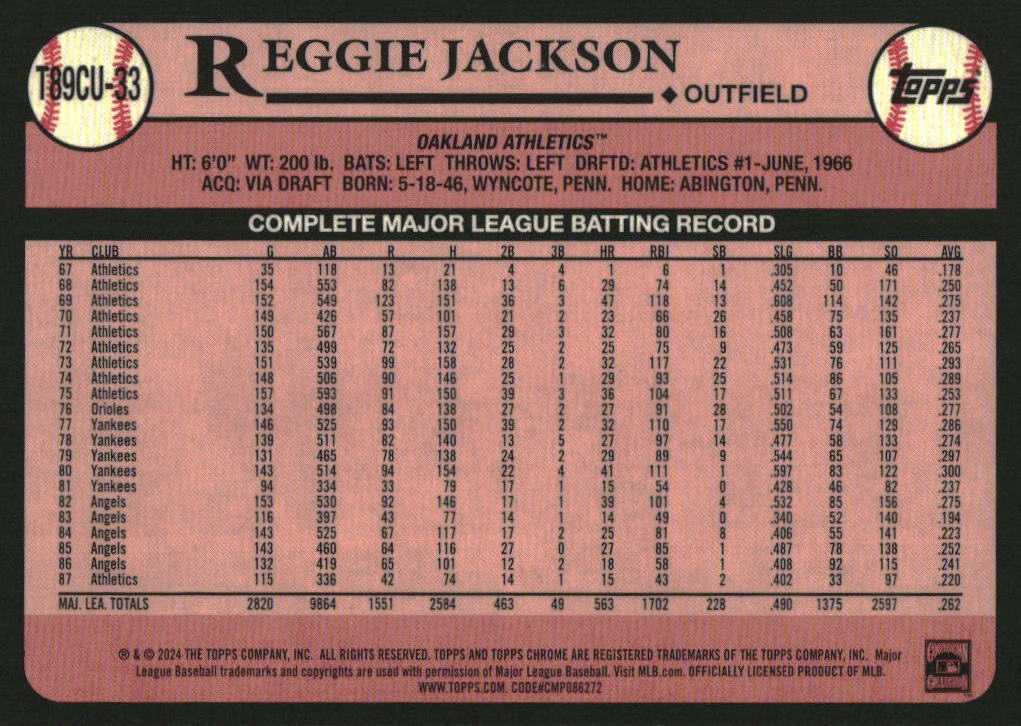 T89CU-33
REGGIE JACKSON
◆ OUTFIELD
TOPPS
OAKLAND ATHLETICS™
HT: 6'0" WT: 200 lb. BATS: LEFT THROWS: LEFT DRFTD: ATHLETICS #1-JUNE, 1966
ACQ: VIA DRAFT BORN: 5-18-46, WYNCOTE, PENN. HOME: ABINGTON, PENN.
COMPLETE MAJOR LEAGUE BATTING RECORD
YR CLUB G AB R H 2B 3B HR RBI SB SLG BB SO AVG
67 Athletics 35 118 13 21 4 4 1 6 1 .305 10 46 .178
68 Athletics 154 553 82 138 13 6 29 74 14 .452 50 171 .250
69 Athletics 152 549 123 151 36 3 47 118 13 .608 114 142 .275
70 Athletics 149 426 57 101 21 2 23 66 26 .458 75 135 .237
71 Athletics 150 567 87 157 29 3 32 80 16 .508 63 161 .277
72 Athletics 135 499 72 132 25 2 25 75 9 .473 59 125 .265
73 Athletics 151 539 99 158 28 2 32 117 22 .531 76 111 .293
74 Athletics 148 506 90 146 25 1 29 93 25 .514 86 105 .289
75 Athletics 157 593 91 150 39 3 36 104 17 .511 67 133 .253
76 Orioles 134 498 84 138 27 2 27 91 28 .502 54 108 .277
77 Yankees 146 525 93 150 39 2 32 110 17 .550 74 129 .286
78 Yankees 139 511 82 140 13 5 27 97 14 .477 58 133 .274
79 Yankees 131 465 78 138 24 2 29 89 9 .544 65 107 .297
80 Yankees 143 514 94 154 22 4 41 111 1 .597 83 122 .300
81 Yankees 94 334 33 79 17 1 15 54 0 .428 46 82 .237
82 Angels 153 530 92 146 17 1 39 101 4 .532 85 156 .275
83 Angels 116 397 43 77 14 1 14 49 0 .340 52 140 .194
84 Angels 143 525 67 117 17 2 25 81 8 .406 55 141 .223
85 Angels 143 460 64 116 27 0 27 85 1 .487 78 138 .252
86 Angels 132 419 65 101 12 2 18 58 1 .408 92 115 .241
87 Athletics 115 336 42 74 14 1 15 43 2 .402 33 97 .220
MAJ. LEA. TOTALS 2820 9864 1551 2584 463 49 563 1702 228 .490 1375 2597 .262
® & © 2024 THE TOPPS COMPANY, INC. ALL RIGHTS RESERVED. TOPPS AND TOPPS CHROME ARE REGISTERED TRADEMARKS OF THE TOPPS COMPANY, INC. Major
League Baseball trademarks and copyrights are used with permission of Major League Baseball. Visit MLB.com. OFFICIALLY LICENSED PRODUCT OF MLB.
WWW.TOPPS.COM. CODE#CMP086272